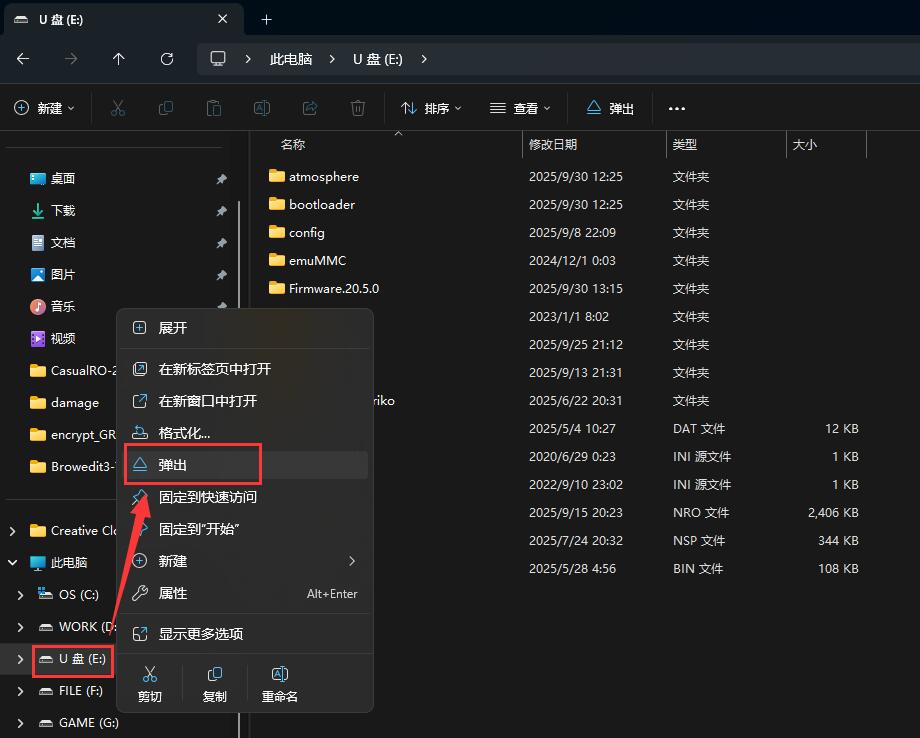 U 盘 (E:)
此电脑 U 盘 (E:)
新建 排序 查看 弹出
名称 修改日期 类型 大小
桌面
下载
文档
图片
音乐
视频
CasualRO-2
damage
encrypt_GR
Browedit3-
Creative Clo
此电脑
OS (C:)
WORK (D:
U 盘 (E:)
FILE (F:)
GAME (G:)
atmosphere 2025/9/30 12:25 文件夹
bootloader 2025/9/30 12:25 文件夹
config 2025/9/8 22:09 文件夹
emuMMC 2024/12/1 0:03 文件夹
Firmware.20.5.0 2025/9/30 13:15 文件夹
2023/1/1 8:02 文件夹
2025/9/25 21:12 文件夹
2025/9/13 21:31 文件夹
riko 2025/6/22 20:31 文件夹
2025/5/4 10:27 DAT 文件 12 KB
2020/6/29 0:23 INI 源文件 1 KB
2022/9/10 23:02 INI 源文件 1 KB
2025/9/15 20:23 NRO 文件 2,406 KB
2025/7/24 20:32 NSP 文件 344 KB
2025/5/28 4:56 BIN 文件 108 KB
展开
在新标签页中打开
在新窗口中打开
格式化...
弹出
固定到快速访问
固定到"开始"
新建
属性 Alt+Enter
显示更多选项
剪切 复制 重命名